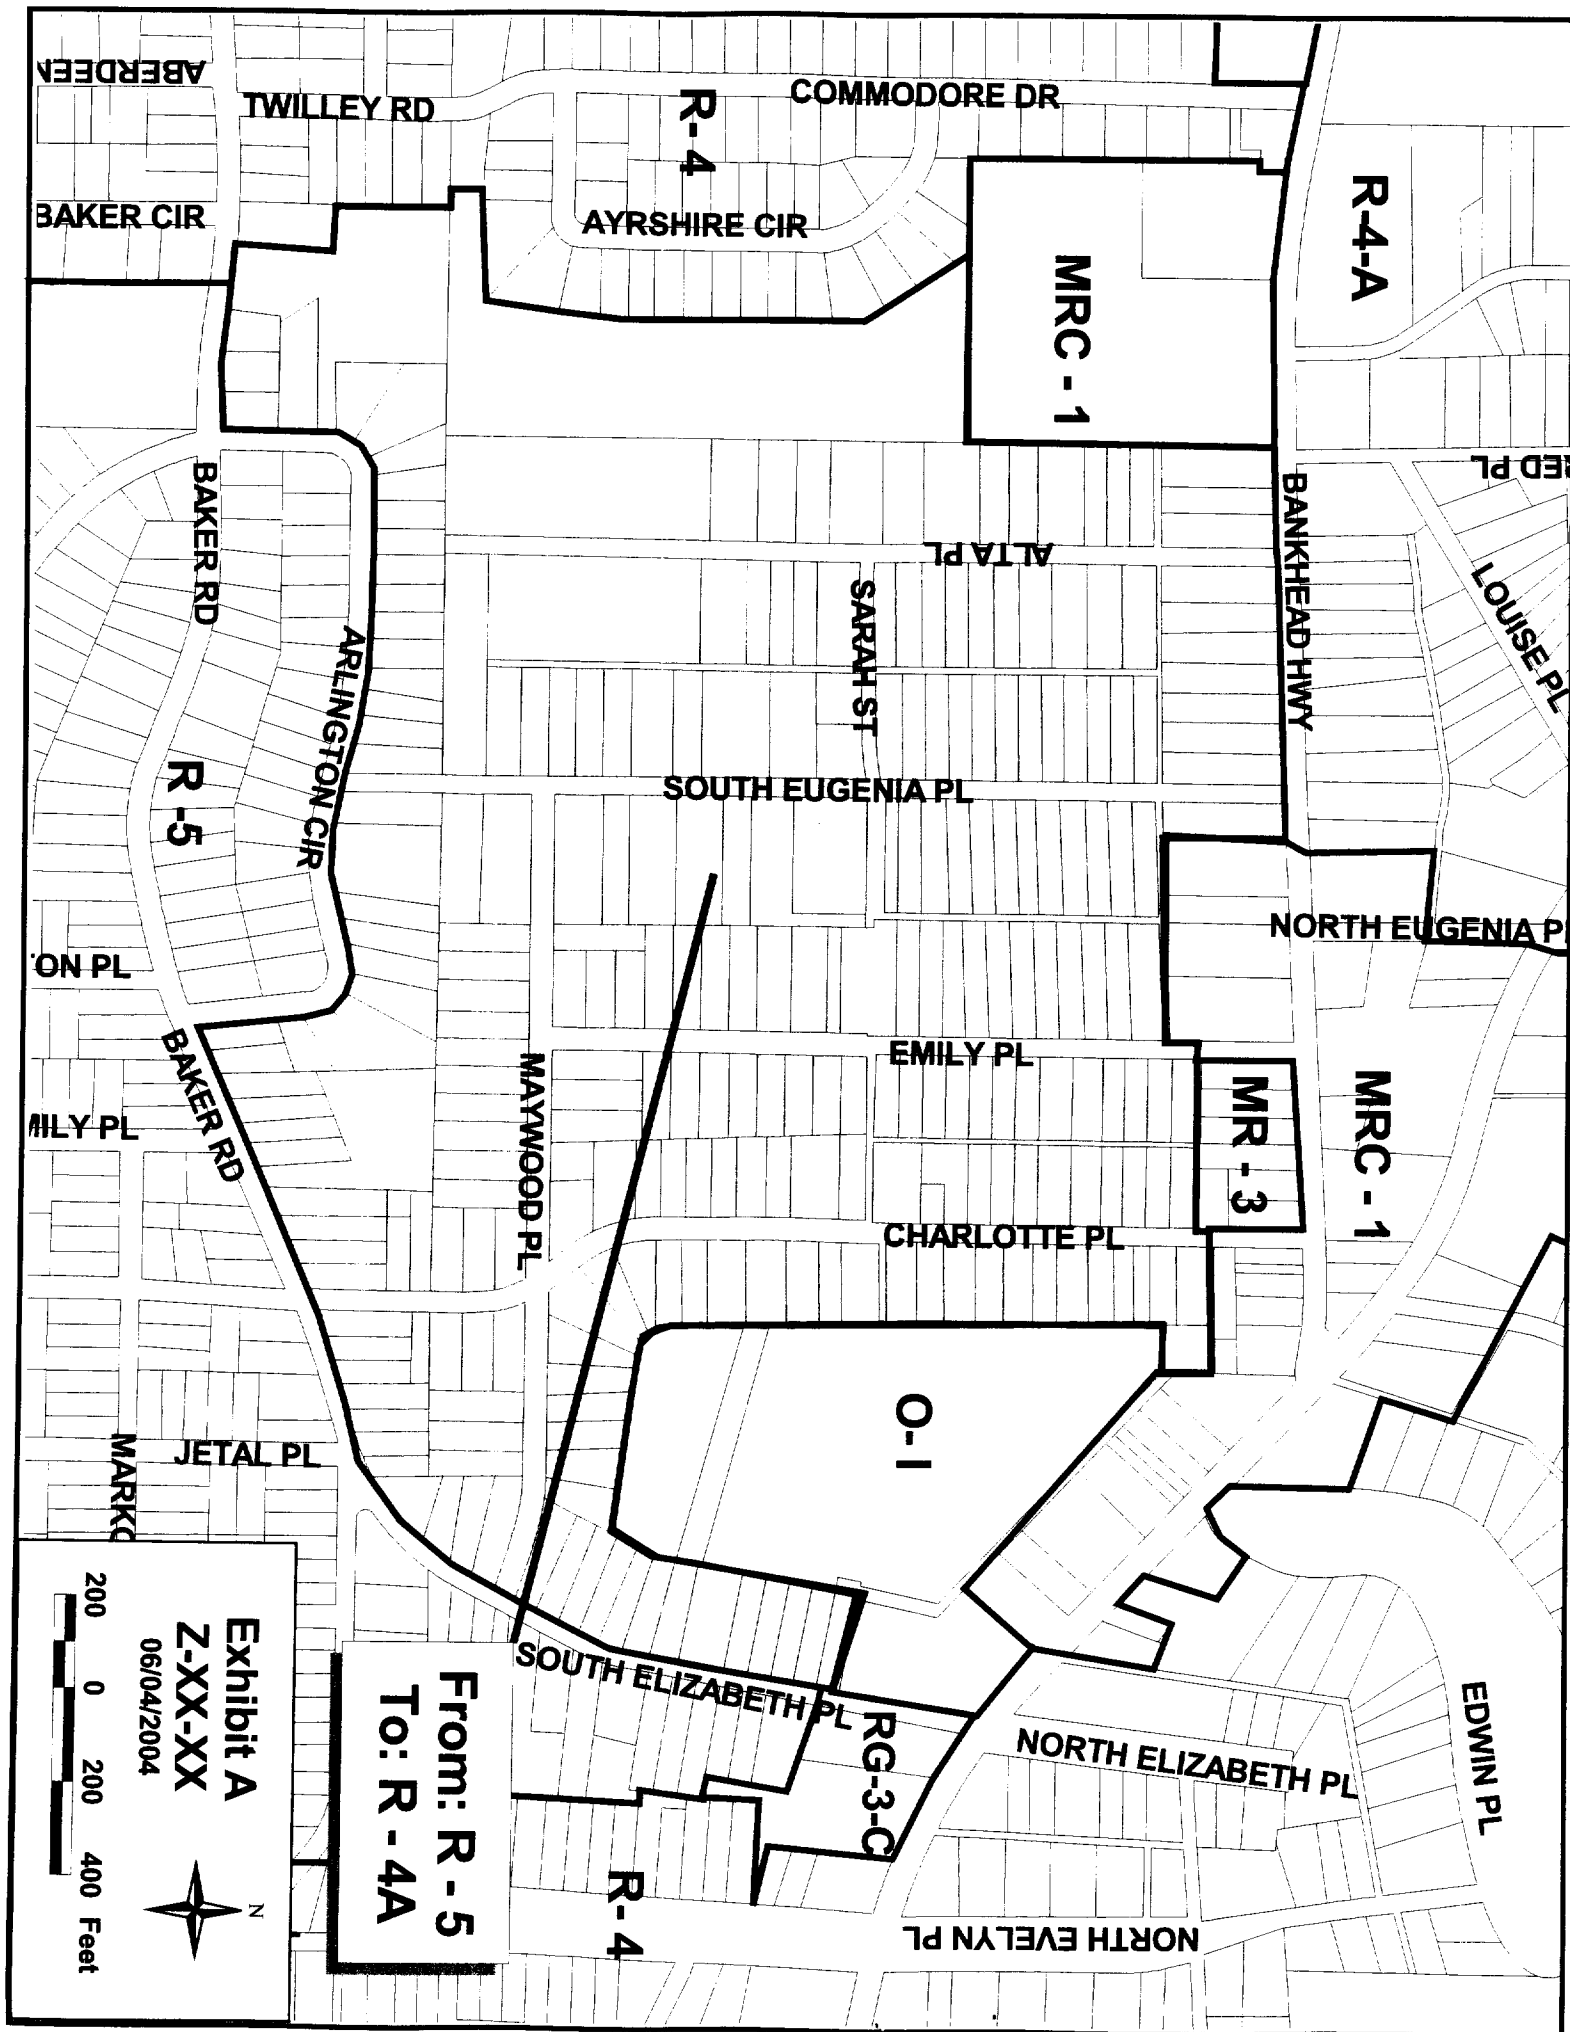 ABERDEEN
TWILLEY RD
COMMODORE DR
R-4
BAKER CIR
AYRSHIRE CIR
R-4-A
MRC - 1
RED PL
BAKER RD
BANKHEAD HWY
ALTA PL
LOUISE PL
SARAH ST
ARLINGTON CIR
R -5
SOUTH EUGENIA PL
NORTH EUGENIA P
ON PL
BAKER RD
MAYWOOD PL
EMILY PL
MR - 3
MRC - 1
MILY PL
CHARLOTTE PL
O- I
JETAL PL
MARKO
SOUTH ELIZABETH PL
RG-3-C
NORTH ELIZABETH PL
EDWIN PL
R- 4
NORTH EVELYN PL
From: R - 5
To: R - 4A
Exhibit A
Z-XX-XX
06/04/2004
N
200 0 200 400 Feet